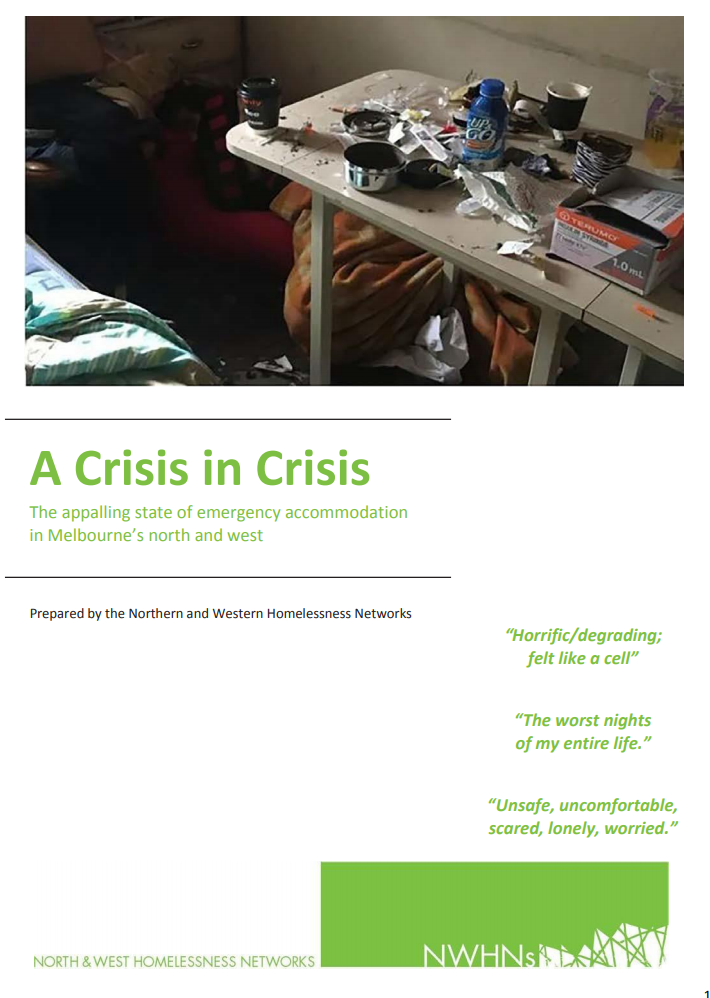 UP&GO
TERUMO
1.0 mL
A Crisis in Crisis
The appalling state of emergency accommodation
in Melbourne's north and west
Prepared by the Northern and Western Homelessness Networks
“Horrific/degrading;
felt like a cell”
“The worst nights
of my entire life.”
“Unsafe, uncomfortable,
scared, lonely, worried.”
NORTH & WEST HOMELESSNESS NETWORKS
NWHNs
1